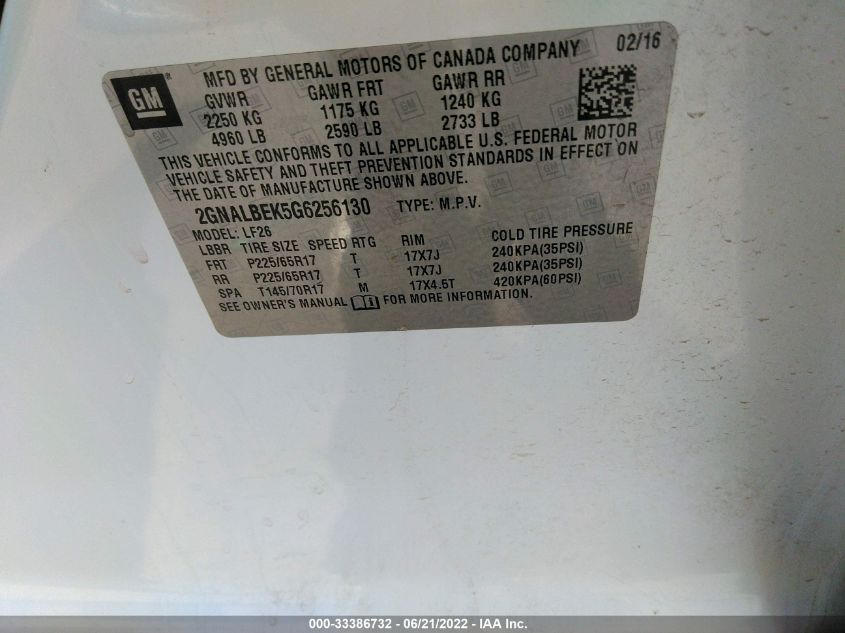 GM ®
MFD BY GENERAL MOTORS OF CANADA COMPANY 02/16
GVWR GAWR FRT GAWR RR
2250 KG 1175 KG 1240 KG
4960 LB 2590 LB 2733 LB
THIS VEHICLE CONFORMS TO ALL APPLICABLE U.S. FEDERAL MOTOR
VEHICLE SAFETY AND THEFT PREVENTION STANDARDS IN EFFECT ON
THE DATE OF MANUFACTURE SHOWN ABOVE.
2GNALBEK5G6256130 TYPE: M.P.V.
MODEL: LF26
LBBR TIRE SIZE SPEED RTG RIM COLD TIRE PRESSURE
FRT P225/65R17 T 17X7J 240KPA(35PSI)
RR P225/65R17 T 17X7J 240KPA(35PSI)
SPA T145/70R17 M 17X4.5T 420KPA(60PSI)
SEE OWNER'S MANUAL FOR MORE INFORMATION.
000-33386732 - 06/21/2022 - IAA Inc.